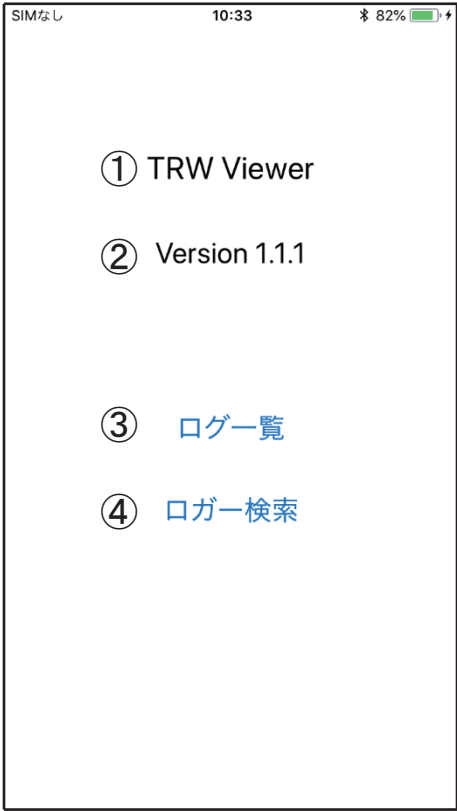 SIMなし 10:33 82%
① TRW Viewer
② Version 1.1.1
③ ログ一覧
④ ロガー検索